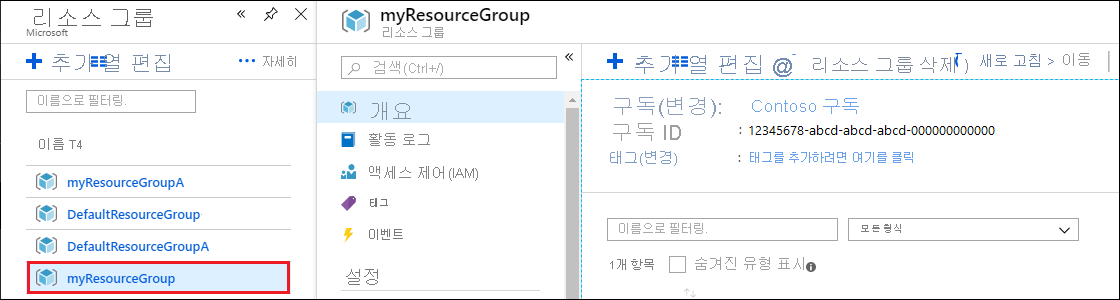 리소스 그룹
Microsoft
추가 열 편집 ... 자세히
이름으로 필터링.
이름 T4
myResourceGroupA
DefaultResourceGroup
DefaultResourceGroupA
myResourceGroup
myResourceGroup
리소스 그룹
검색(Ctrl+/)
개요
활동 로그
액세스 제어(IAM)
태그
이벤트
설정
추가 열 편집 @ 리소스 그룹 삭제 ) 새로 고침 > 이동
구독(변경): Contoso 구독
구독 ID : 12345678-abcd-abcd-abcd-000000000000
태그(변경) : 태그를 추가하려면 여기를 클릭
이름으로 필터링. 모든 형식
1개 항목 숨겨진 유형 표시